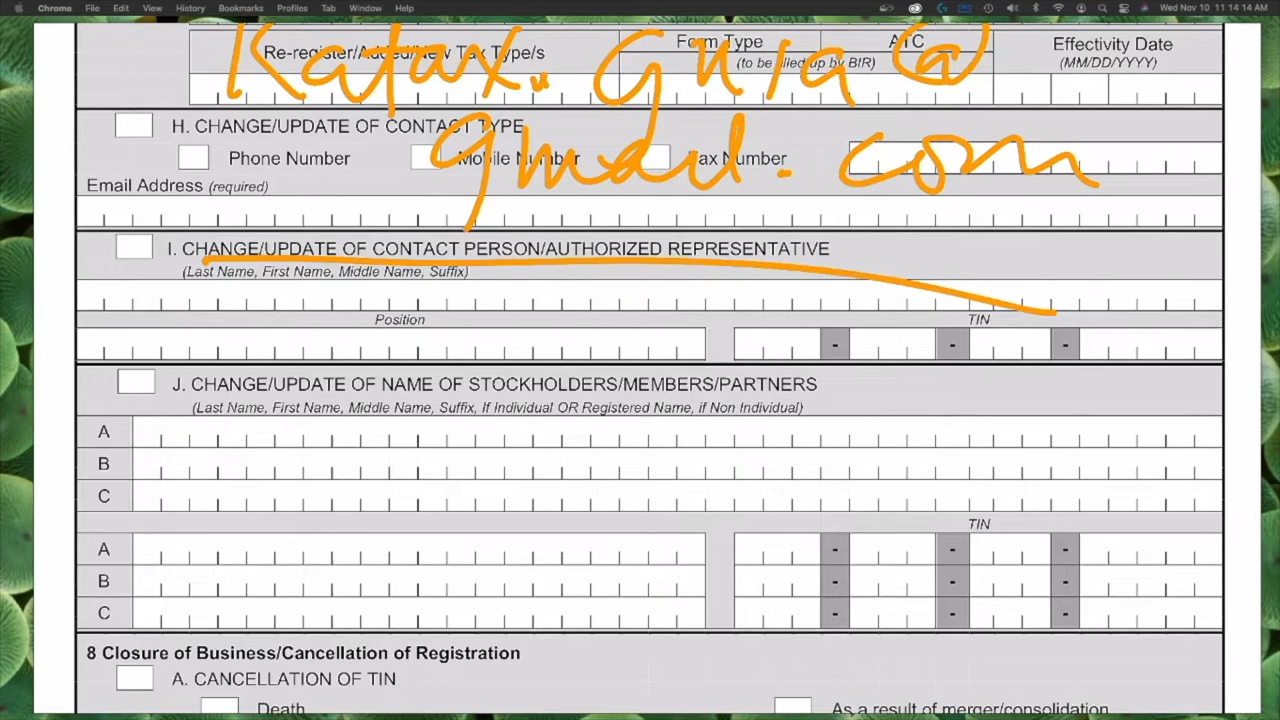 Chrome File Edit View History Bookmarks Profiles Tab Window Help Wed Nov 10 11 14 14 AM
Re-register/Added/New Tax Type/s Form Type (to be filled up by BIR) ATC Effectivity Date (MM/DD/YYYY)
Katax.Guia@
gmail.com
H. CHANGE/UPDATE OF CONTACT TYPE
Phone Number Mobile Number Fax Number
Email Address (required)
I. CHANGE/UPDATE OF CONTACT PERSON/AUTHORIZED REPRESENTATIVE
(Last Name, First Name, Middle Name, Suffix)
Position TIN
- - -
J. CHANGE/UPDATE OF NAME OF STOCKHOLDERS/MEMBERS/PARTNERS
(Last Name, First Name, Middle Name, Suffix, If Individual OR Registered Name, if Non Individual)
A
B
C
TIN
A - - -
B - - -
C - - -
8 Closure of Business/Cancellation of Registration
A. CANCELLATION OF TIN
Death As a result of merger/consolidation